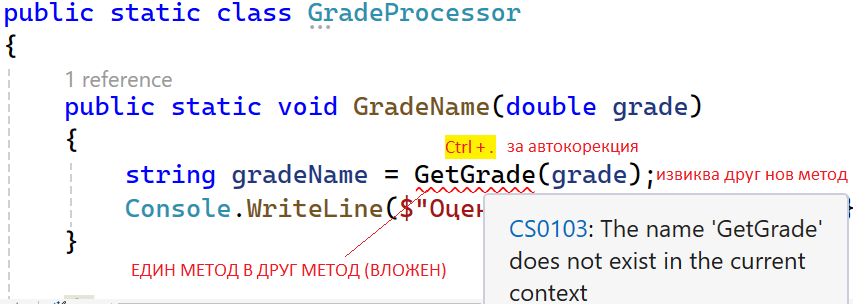 public static class GradeProcessor
{
1 reference
public static void GradeName(double grade)
{
Ctrl + . за автокорекция
string gradeName = GetGrade(grade); извиква друг нов метод
Console.WriteLine($"Оцен
}
CS0103: The name 'GetGrade'
does not exist in the current
context
ЕДИН МЕТОД В ДРУГ МЕТОД (ВЛОЖЕН)